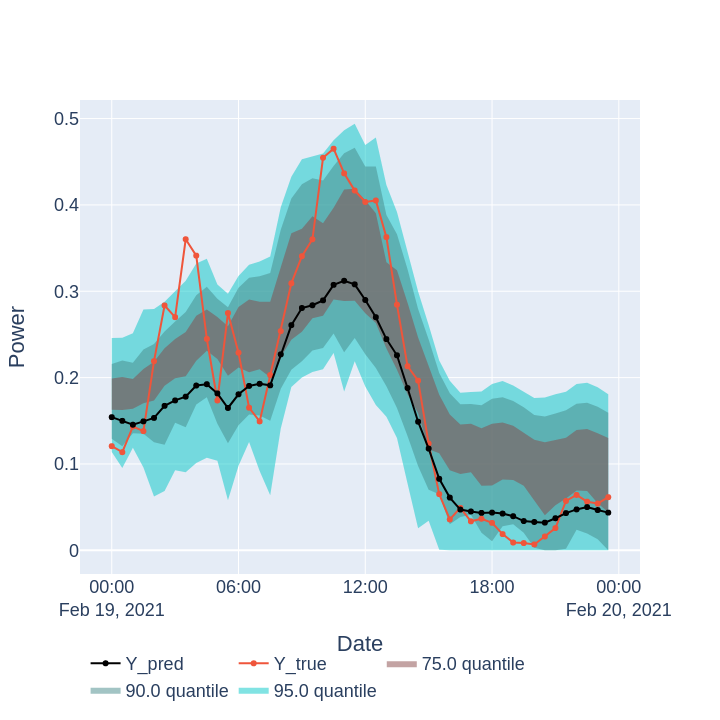 0.5
0.4
0.3
0.2
0.1
0
Power
00:00 06:00 12:00 18:00 00:00
Feb 19, 2021 Feb 20, 2021
Date
Y_pred Y_true 75.0 quantile
90.0 quantile 95.0 quantile